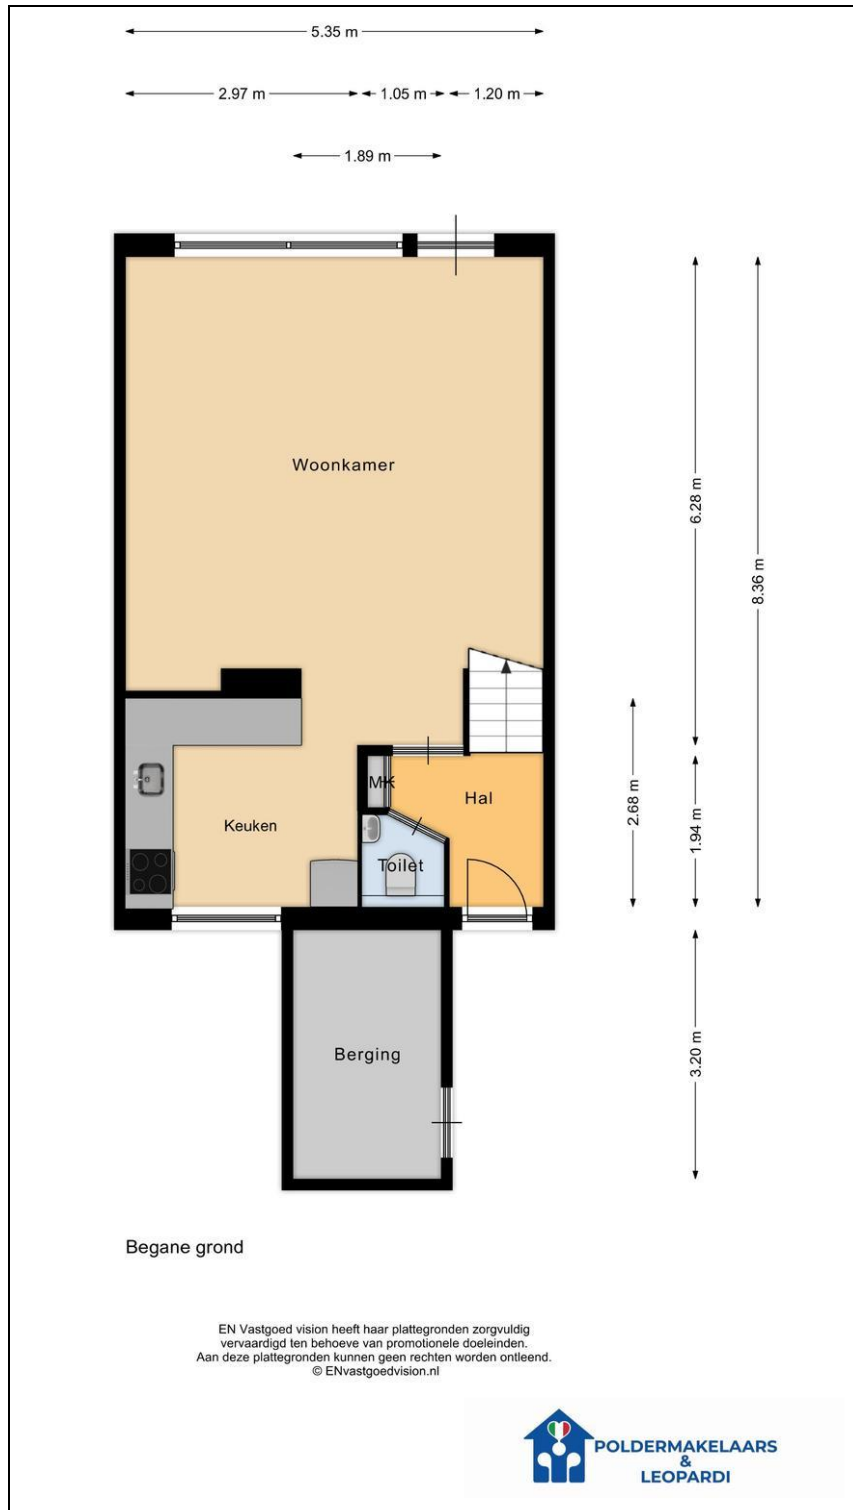 5.35 m
2.97 m
1.05 m
1.20 m
1.89 m
Woonkamer
6.28 m
8.36 m
MK
Hal
2.68 m
1.94 m
Keuken
Toilet
Berging
3.20 m
Begane grond
EN Vastgoed vision heeft haar plattegronden zorgvuldig
vervaardigd ten behoeve van promotionele doeleinden.
Aan deze plattegronden kunnen geen rechten worden ontleend.
© ENvastgoedvision.nl
POLDERMAKELAARS
&
LEOPARDI